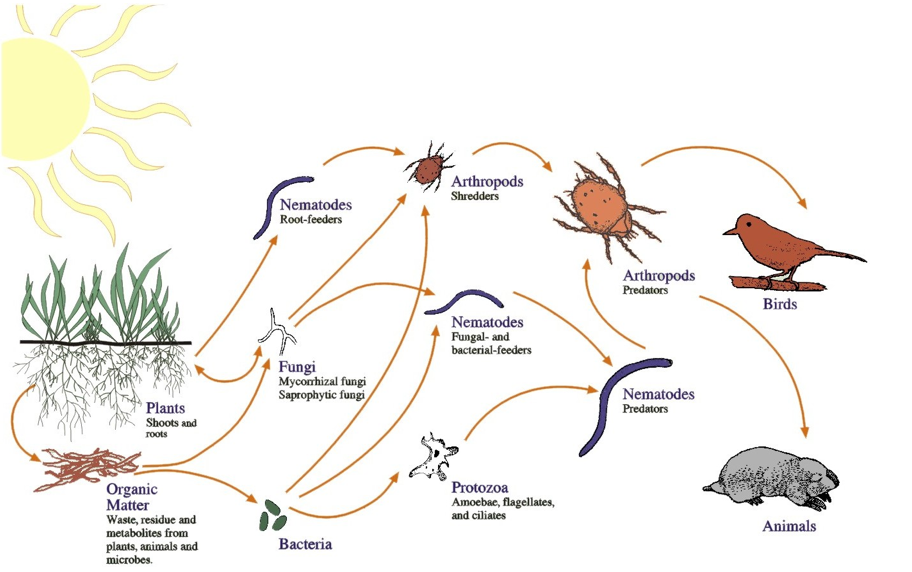 Nematodes
Root-feeders
Arthropods
Shredders
Arthropods
Predators
Birds
Nematodes
Fungal- and
bacterial-feeders
Fungi
Mycorrhizal fungi
Saprophytic fungi
Plants
Shoots and
roots
Nematodes
Predators
Organic
Matter
Waste, residue and
metabolites from
plants, animals and
microbes.
Bacteria
Protozoa
Amoebae, flagellates,
and ciliates
Animals